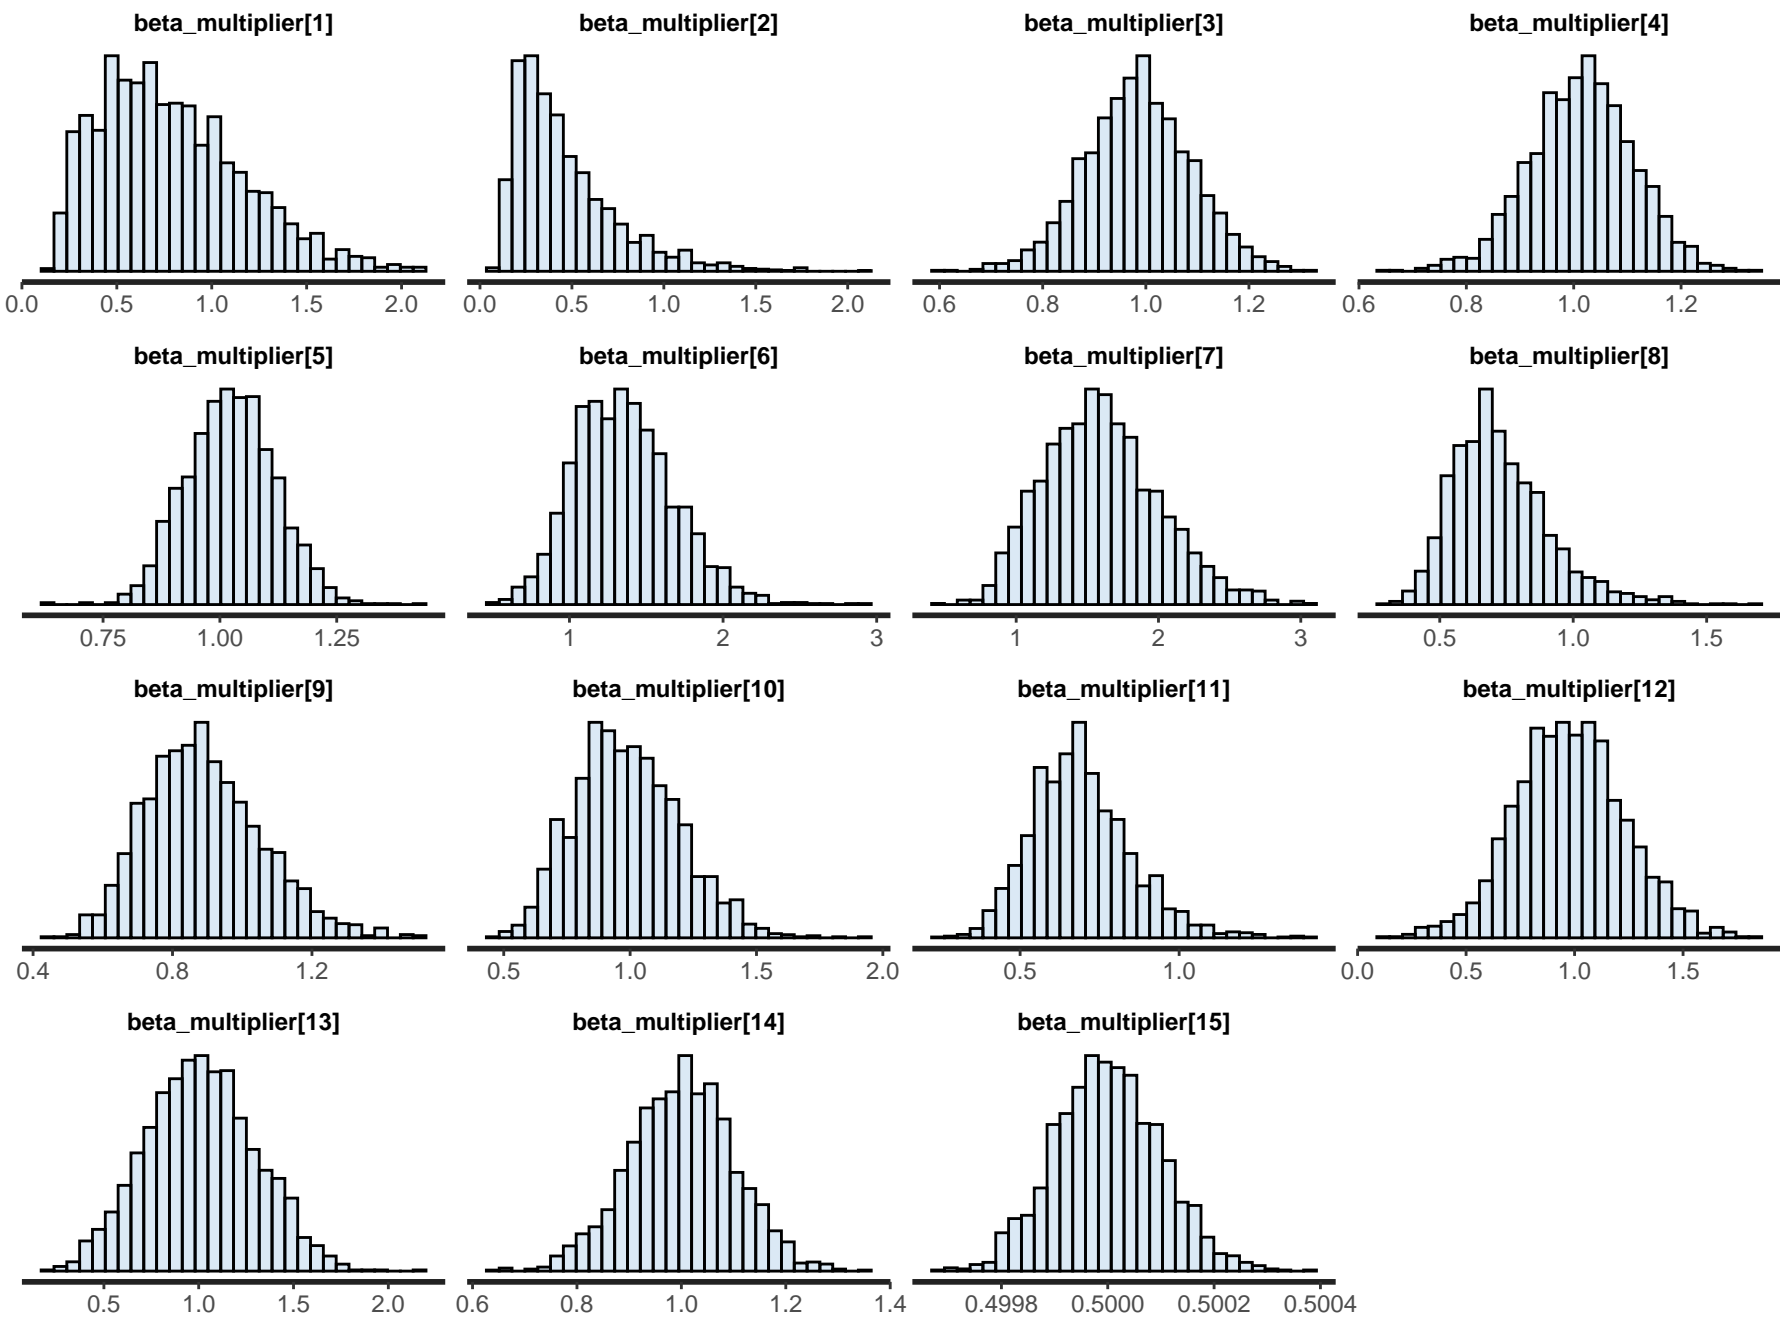 beta_multiplier[1] beta_multiplier[2] beta_multiplier[3] beta_multiplier[4]
0.0 0.5 1.0 1.5 2.0 0.0 0.5 1.0 1.5 2.0 0.6 0.8 1.0 1.2 0.6 0.8 1.0 1.2
beta_multiplier[5] beta_multiplier[6] beta_multiplier[7] beta_multiplier[8]
0.75 1.00 1.25 1 2 3 1 2 3 0.5 1.0 1.5
beta_multiplier[9] beta_multiplier[10] beta_multiplier[11] beta_multiplier[12]
0.4 0.8 1.2 0.5 1.0 1.5 2.0 0.5 1.0 0.0 0.5 1.0 1.5
beta_multiplier[13] beta_multiplier[14] beta_multiplier[15]
0.5 1.0 1.5 2.0 0.6 0.8 1.0 1.2 1.4 0.4998 0.5000 0.5002 0.5004